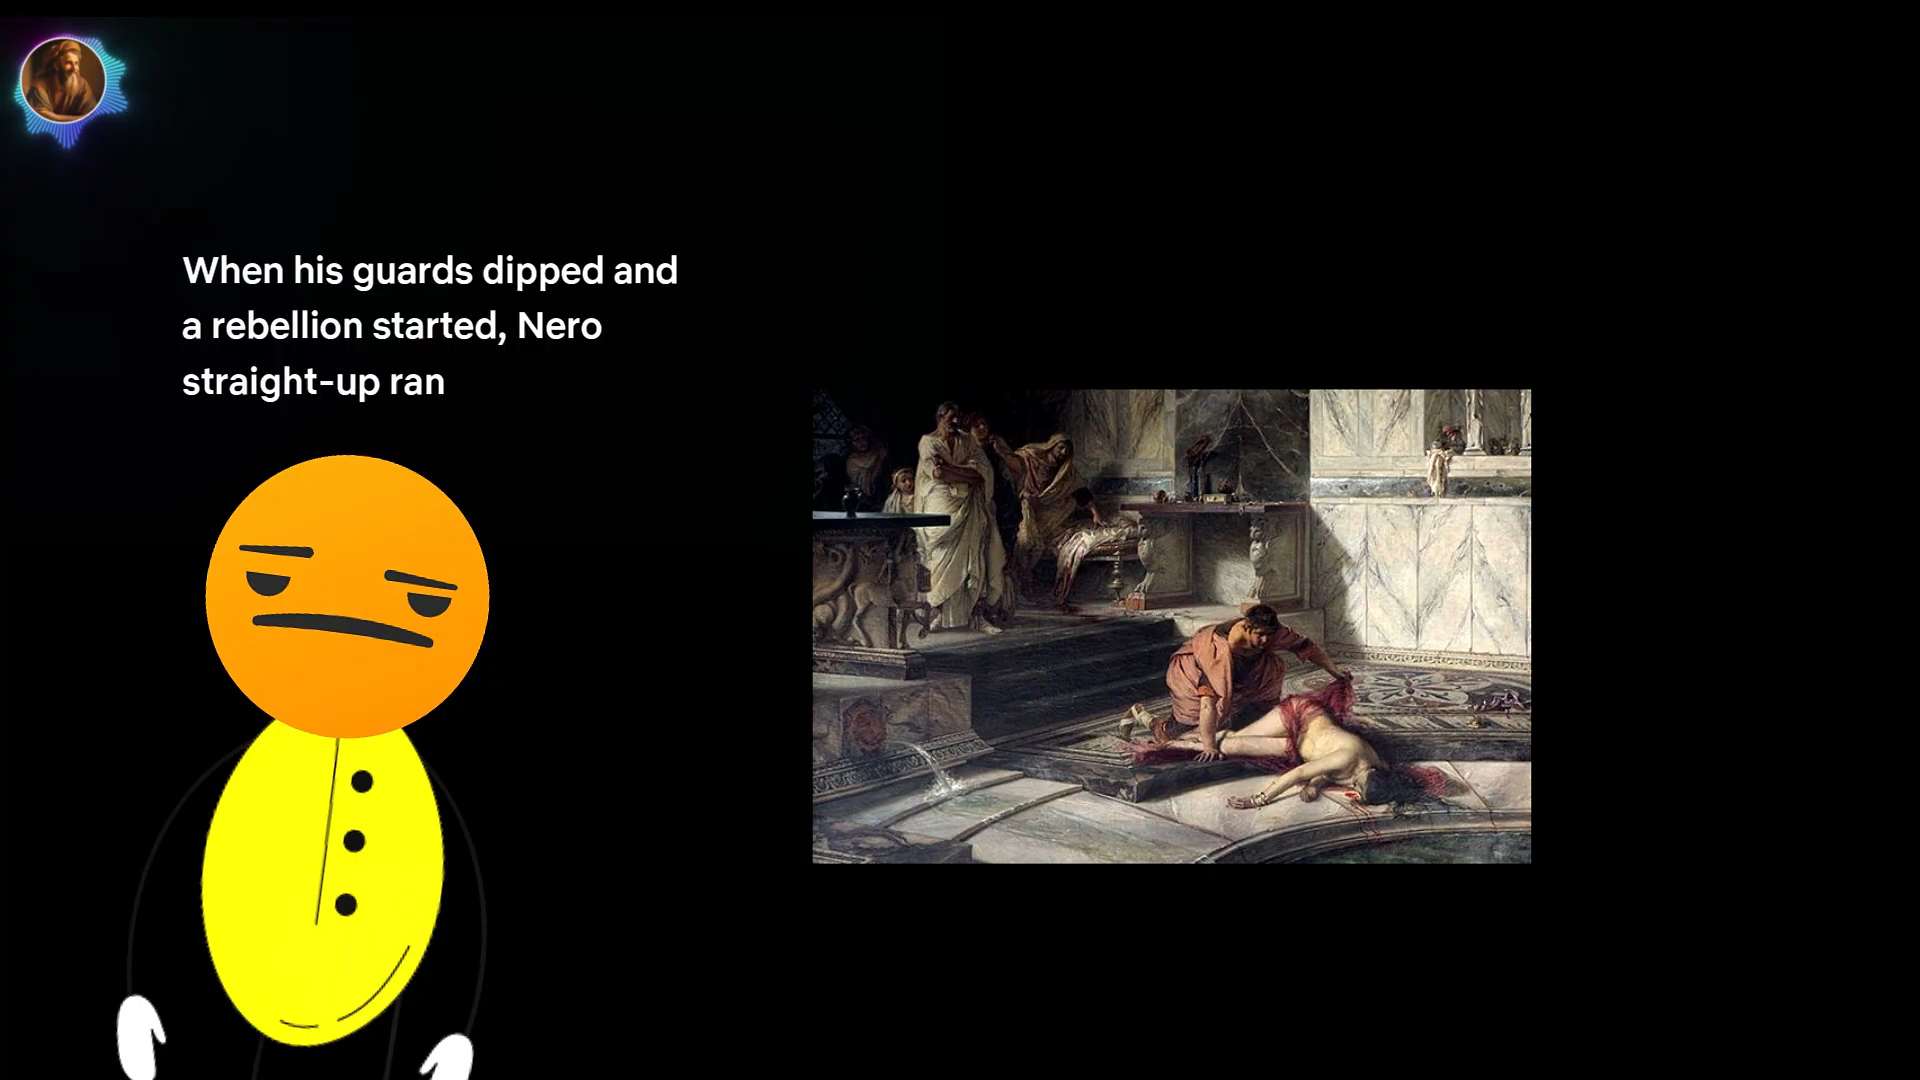 When his guards dipped and
a rebellion started, Nero
straight-up ran